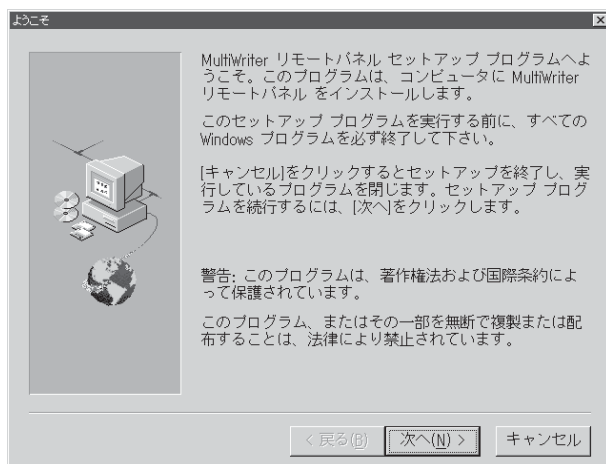 ようこそ
MultiWriter リモートパネル セットアップ プログラムへよ
うこそ。このプログラムは、コンピュータに MultiWriter
リモートパネル をインストールします。
このセットアップ プログラムを実行する前に、すべての
Windows プログラムを必ず終了して下さい。
[キャンセル]をクリックするとセットアップを終了し、実
行しているプログラムを閉じます。セットアップ プログ
ラムを続行するには、[次へ]をクリックします。
警告: このプログラムは、著作権法および国際条約によ
って保護されています。
このプログラム、またはその一部を無断で複製または配
布することは、法律により禁止されています。
< 戻る(B) 次へ(N) > キャンセル